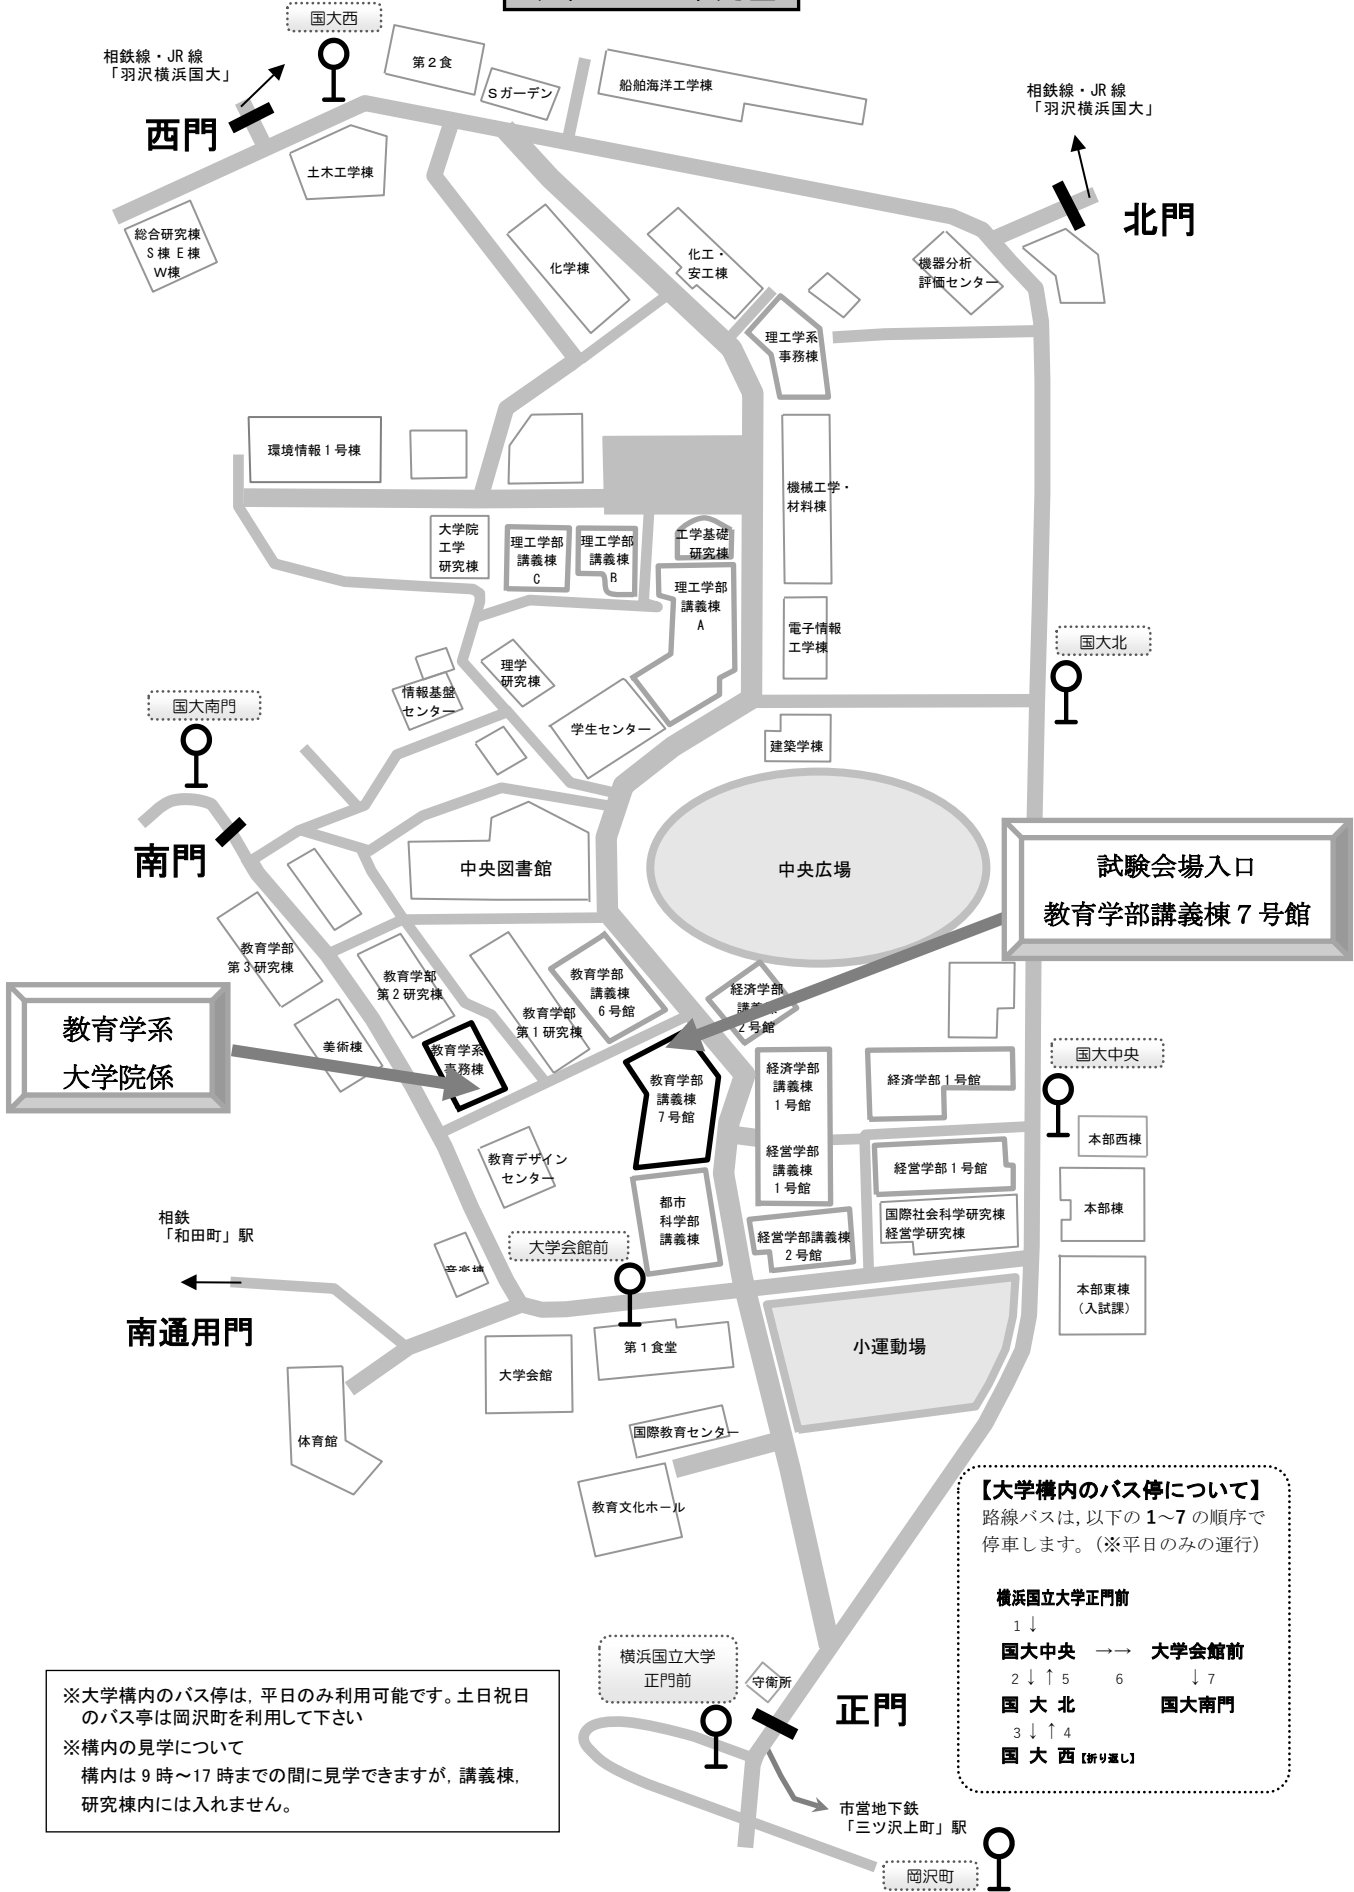 国大西
相鉄線・JR 線
「羽沢横浜国大」
西門
第２食
Ｓガーデン
船舶海洋工学棟
相鉄線・JR 線
「羽沢横浜国大」
北門
土木工学棟
総合研究棟
Ｓ棟 Ｅ棟
Ｗ棟
化学棟
化工・
安工棟
機器分析
評価センター
理工学系
事務棟
環境情報１号棟
機械工学・
材料棟
大学院
工学
研究棟
理工学部
講義棟
C
理工学部
講義棟
B
工学基礎
研究棟
理工学部
講義棟
A
電子情報
工学棟
国大北
理学
研究棟
情報基盤
センター
国大南門
学生センター
建築学棟
南門
中央図書館
中央広場
試験会場入口
教育学部講義棟７号館
教育学部
第３研究棟
教育学部
第２研究棟
教育学部
第１研究棟
教育学部
講義棟
６号館
経済学部
講義棟
２号館
教育学系
大学院係
美術棟
教育学系
事務棟
教育学部
講義棟
７号館
経済学部
講義棟
１号館
経済学部１号館
国大中央
本部西棟
教育デザイン
センター
経営学部
講義棟
１号館
経営学部１号館
都市
科学部
講義棟
国際社会科学研究棟
経営学研究棟
本部棟
相鉄
「和田町」駅
大学会館前
経営学部講義棟
２号館
音楽棟
本部東棟
（入試課）
南通用門
第１食堂
小運動場
大学会館
体育館
国際教育センター
教育文化ホール
【大学構内のバス停について】
路線バスは，以下の 1～7 の順序で
停車します。（※平日のみの運行）
横浜国立大学正門前
1 ↓
国大中央 →→ 大学会館前
2 ↓ ↑ 5 6 ↓ 7
国 大 北 国大南門
3 ↓ ↑ 4
国 大 西【折り返し】
横浜国立大学
正門前
守衛所
正門
※大学構内のバス停は，平日のみ利用可能です。土日祝日
のバス亭は岡沢町を利用して下さい
※構内の見学について
構内は 9 時～17 時までの間に見学できますが，講義棟，
研究棟内には入れません。
市営地下鉄
「三ツ沢上町」駅
岡沢町